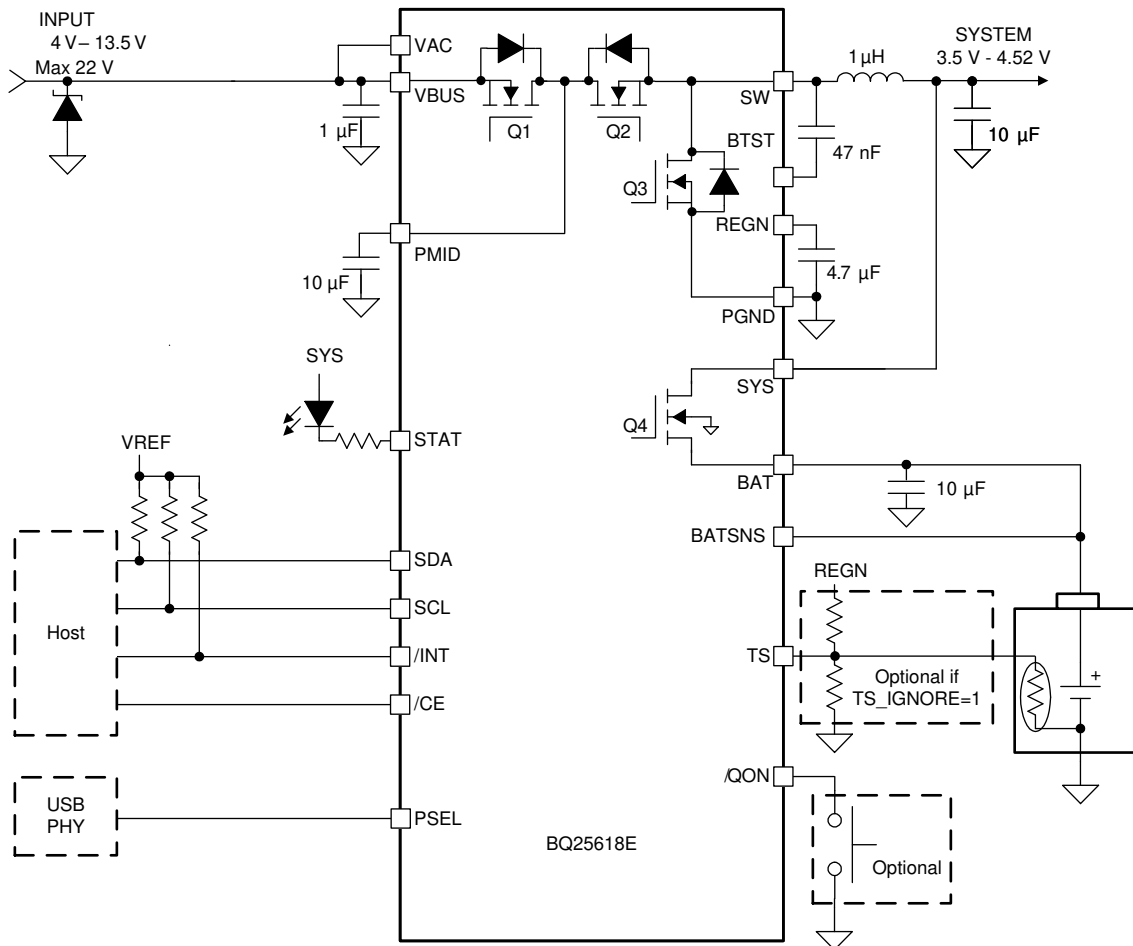 INPUT
4 V – 13.5 V
Max 22 V
VAC
VBUS
1 µF
Q1
Q2
SW
1 µH
SYSTEM
3.5 V - 4.52 V
10 µF
BTST
47 nF
Q3
REGN
4.7 µF
PMID
10 µF
PGND
SYS
SYS
Q4
STAT
VREF
BAT
10 µF
BATSNS
SDA
REGN
SCL
Host
/INT
TS
Optional if
TS_IGNORE=1
+
/CE
/QON
USB
PHY
PSEL
BQ25618E
Optional